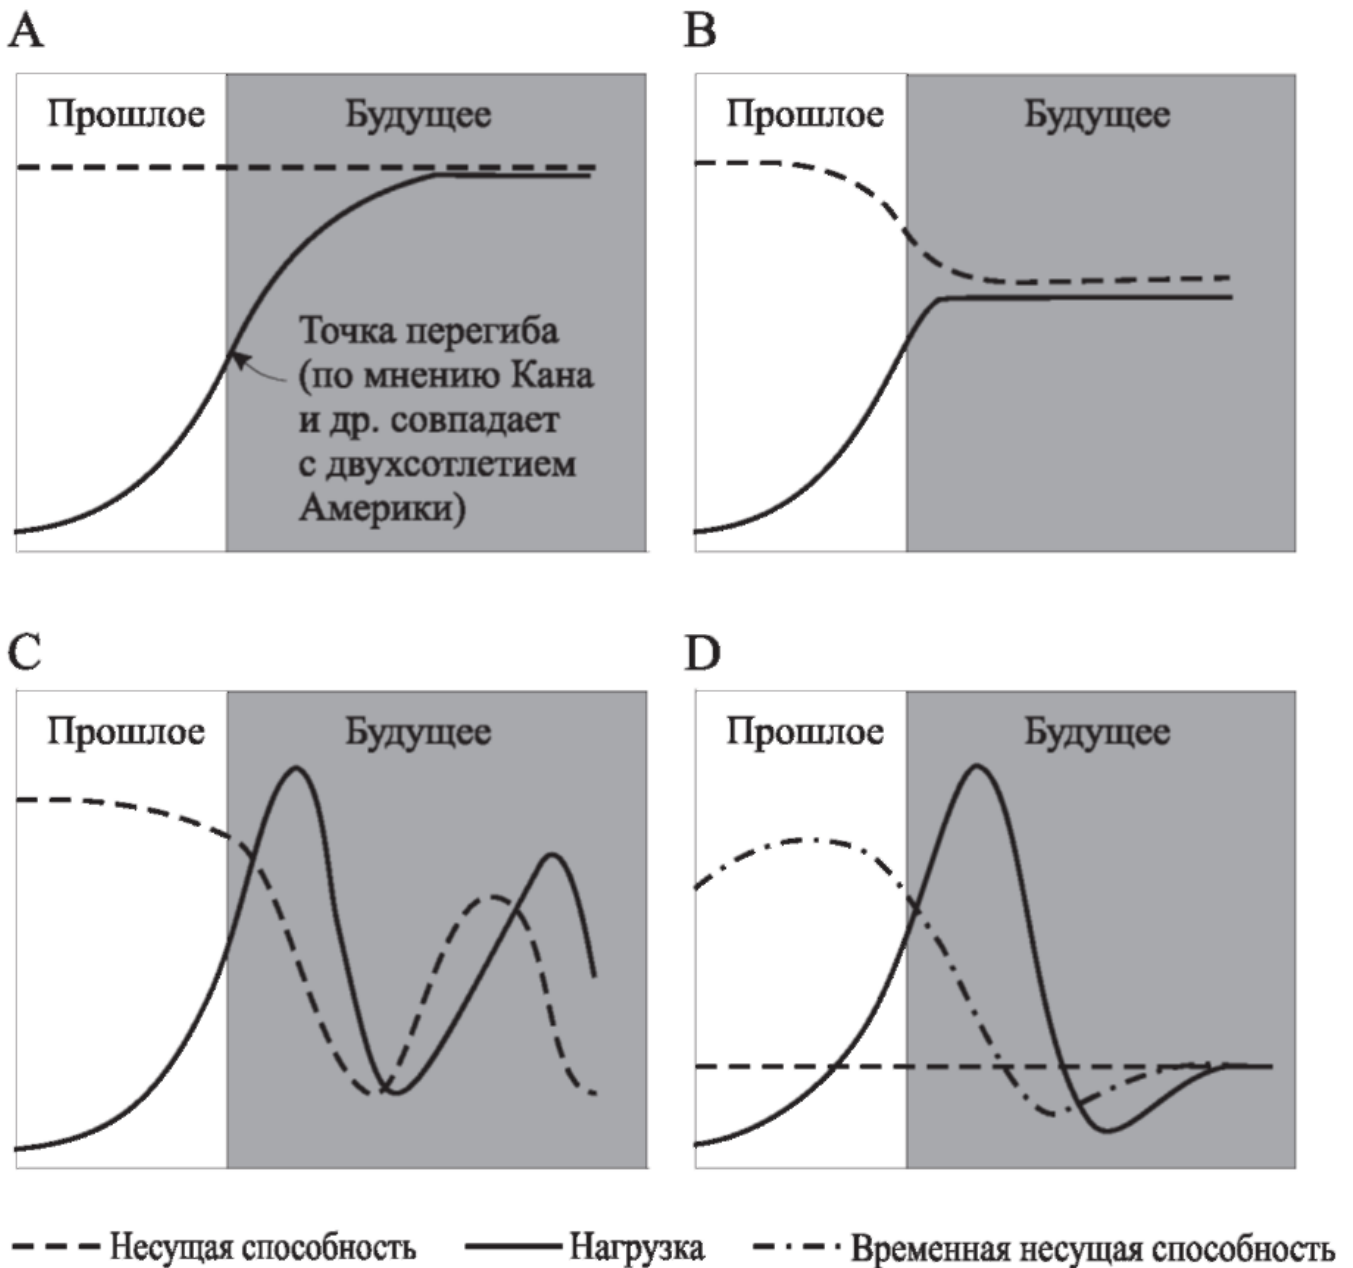 A
B
Прошлое
Будущее
Прошлое
Будущее
Точка перегиба
(по мнению Кана
и др. совпадает
с двухсотлетием
Америки)
C
D
Прошлое
Будущее
Прошлое
Будущее
Несущая способность
Нагрузка
Временная несущая способность